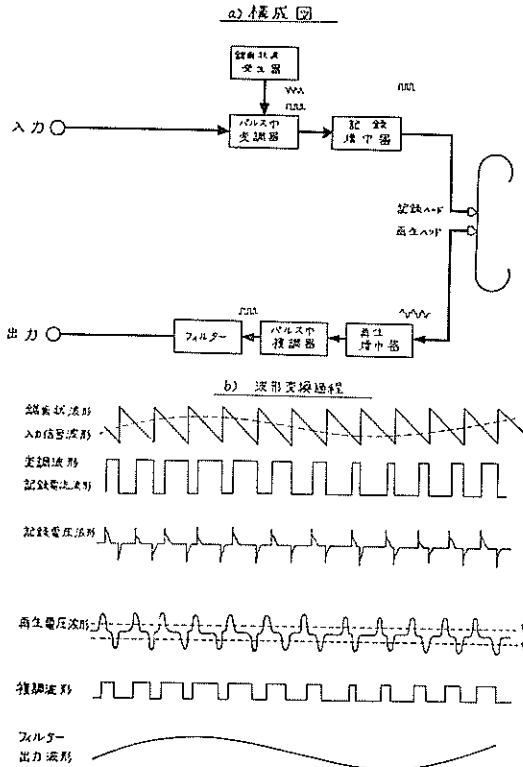 a) 構成図
鋸歯状波
発生器
入力
パルス巾
変調器
記録
増巾器
記録ヘッド
再生ヘッド
出力
フィルター
パルス巾
復調器
再生
増巾器
b) 波形変換過程
鋸歯状波形
入力信号波形
変調波形
記録電流波形
記録電圧波形
再生電圧波形
復調波形
フィルター
出力波形